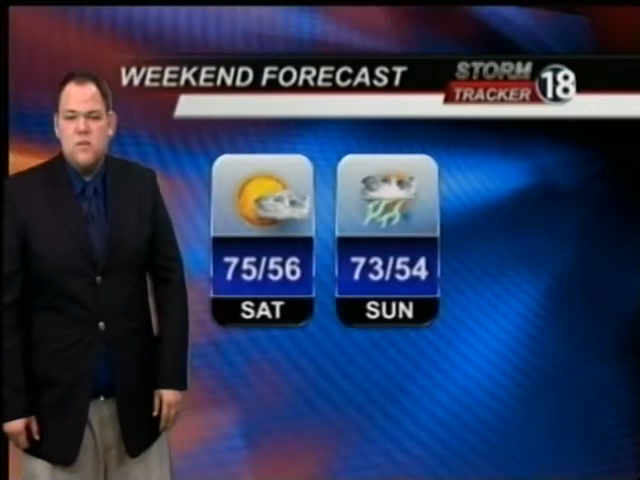 WEEKEND FORECAST
STORM
TRACKER 18
75/56
73/54
SAT
SUN